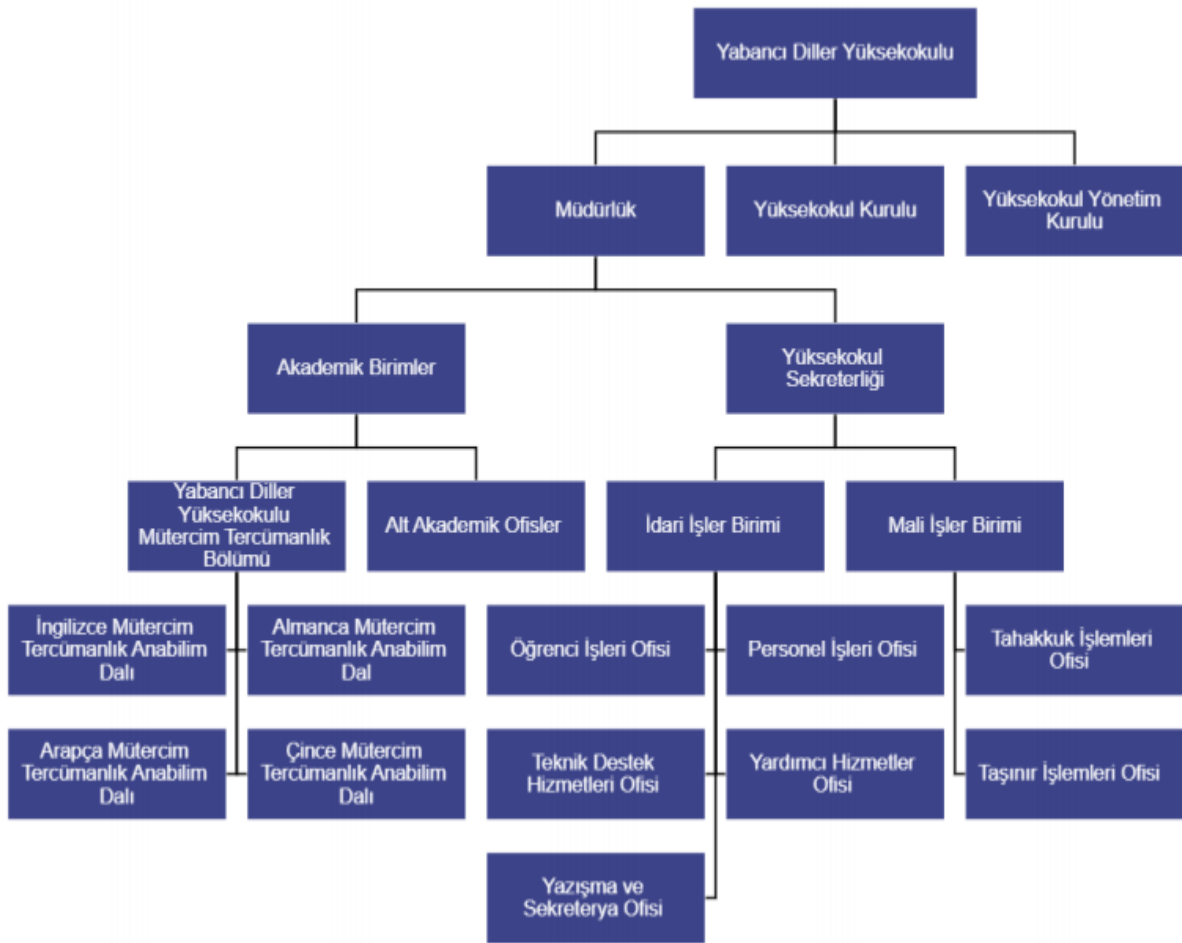 Yabancı Diller Yüksekokulu
Müdürlük
Yüksekokul Kurulu
Yüksekokul Yönetim
Kurulu
Akademik Birimler
Yüksekokul
Sekreterliği
Yabancı Diller
Yüksekokulu
Mütercim Tercümanlık
Bölümü
Alt Akademik Ofisler
İdari İşler Birimi
Mali İşler Birimi
İngilizce Mütercim
Tercümanlık Anabilim
Dalı
Almanca Mütercim
Tercümanlık Anabilim
Dal
Öğrenci İşleri Ofisi
Personel İşleri Ofisi
Tahakkuk İşlemleri
Ofisi
Arapça Mütercim
Tercümanlık Anabilim
Dalı
Çince Mütercim
Tercümanlık Anabilim
Dalı
Teknik Destek
Hizmetleri Ofisi
Yardımcı Hizmetler
Ofisi
Taşınır İşlemleri Ofisi
Yazışma ve
Sekreterya Ofisi